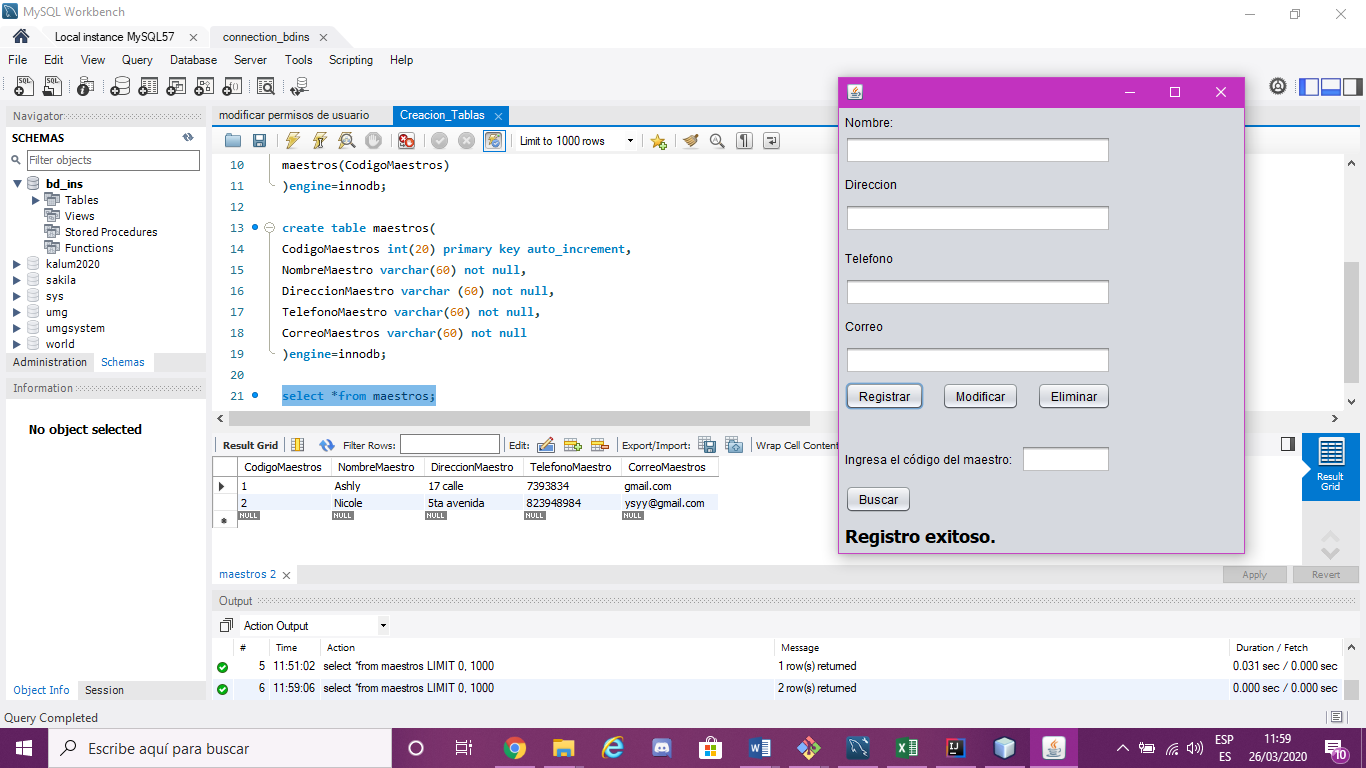 MySQL Workbench
Local instance MySQL57
connection_bdins
File Edit View Query Database Server Tools Scripting Help
Navigator
SCHEMAS
Filter objects
bd_ins
Tables
Views
Stored Procedures
Functions
kalum2020
sakila
sys
umg
umgsystem
world
Administration Schemas
Information
No object selected
Object Info Session
modificar permisos de usuario
Creacion_Tablas
Limit to 1000 rows
10 maestros(CodigoMaestros)
11 )engine=innodb;
12
13 create table maestros(
14 CodigoMaestros int(20) primary key auto_increment,
15 NombreMaestro varchar(60) not null,
16 DireccionMaestro varchar (60) not null,
17 TelefonoMaestro varchar(60) not null,
18 CorreoMaestros varchar(60) not null
19 )engine=innodb;
20
21 select *from maestros;
Result Grid Filter Rows: Edit: Export/Import: Wrap Cell Content
CodigoMaestros NombreMaestro DireccionMaestro TelefonoMaestro CorreoMaestros
1 Ashly 17 calle 7393834 gmail.com
2 Nicole 5ta avenida 823948984 ysyy@gmail.com
NULL NULL NULL NULL NULL
Result
Grid
maestros 2
Apply Revert
Output
Action Output
# Time Action Message Duration / Fetch
5 11:51:02 select *from maestros LIMIT 0, 1000 1 row(s) returned 0.031 sec / 0.000 sec
6 11:59:06 select *from maestros LIMIT 0, 1000 2 row(s) returned 0.000 sec / 0.000 sec
Query Completed
Nombre:
Direccion
Telefono
Correo
Registrar Modificar Eliminar
Ingresa el código del maestro:
Buscar
Registro exitoso.
Escribe aquí para buscar
ESP
ES
11:59
26/03/2020
10